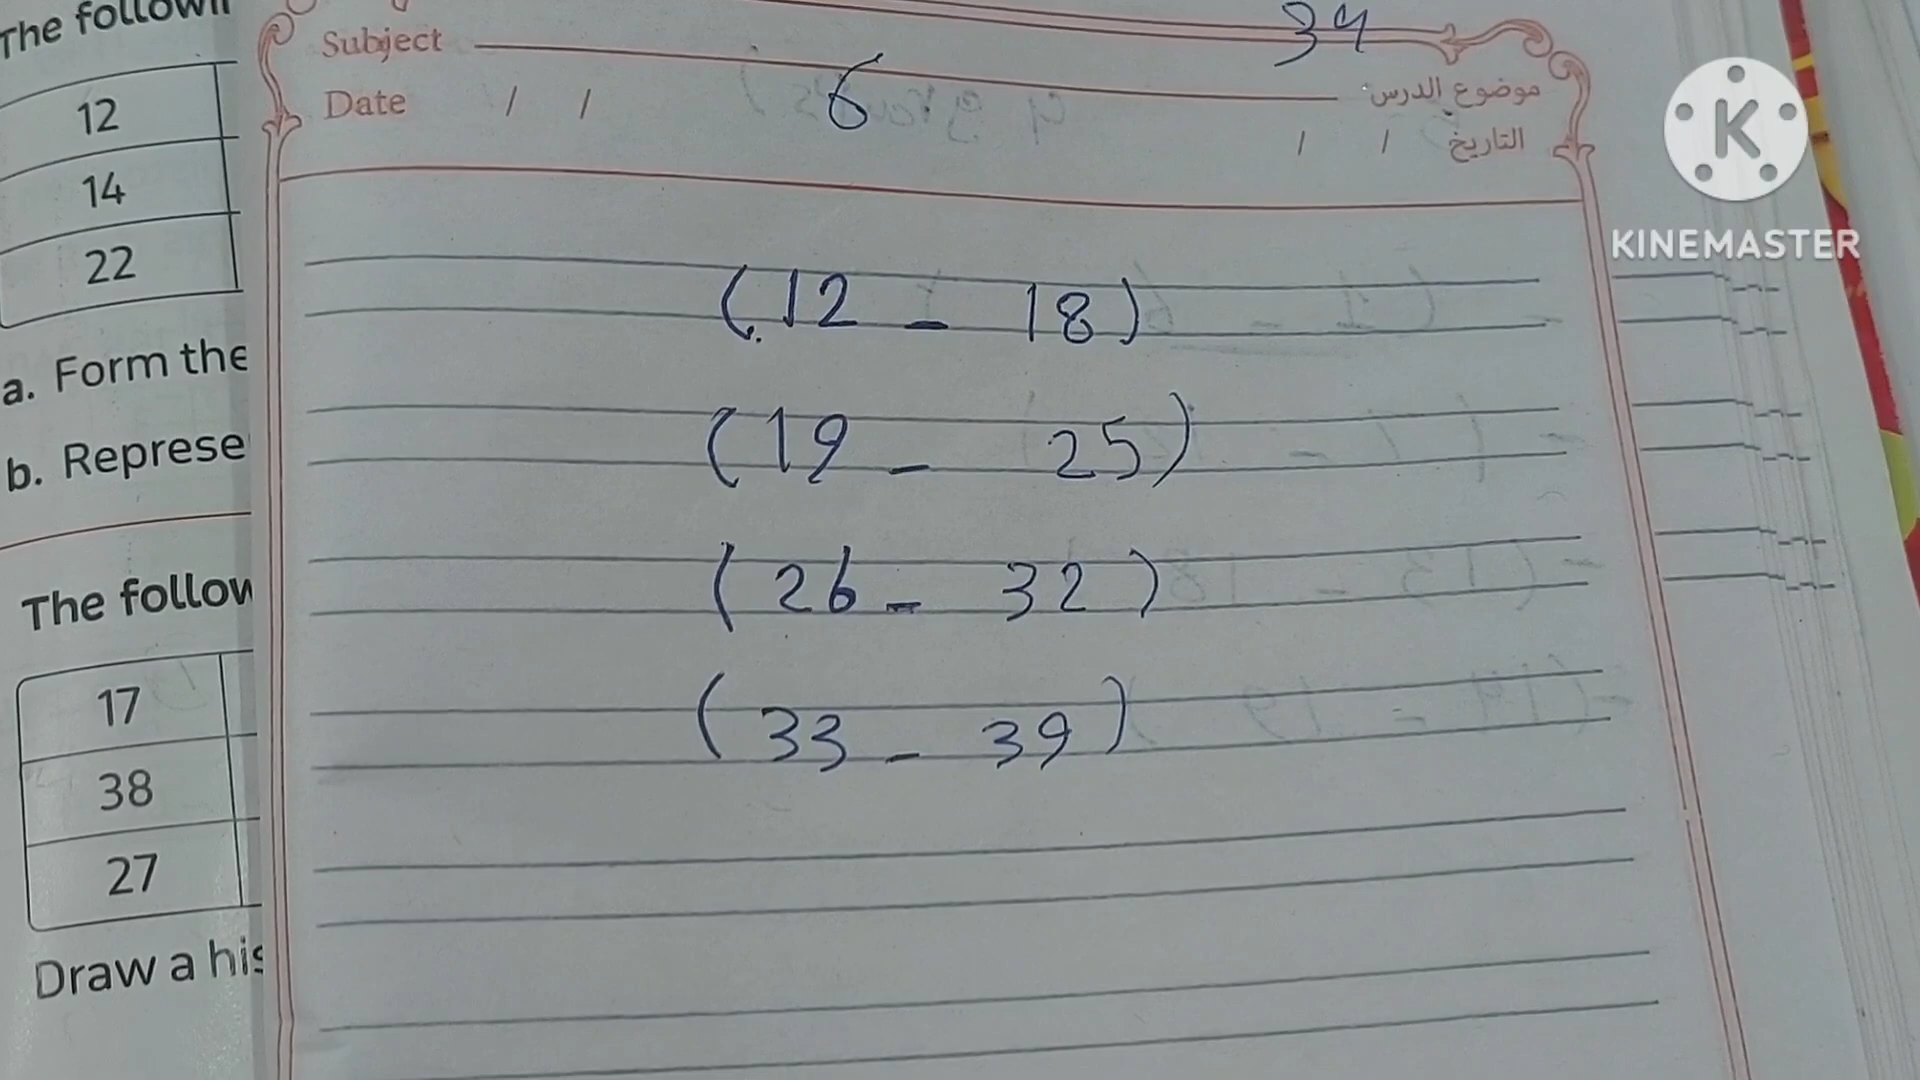 The followin
12
14
22
a. Form the
b. Represe
The follow
17
38
27
Draw a his
34
Subject
6
موضوع الدرس:
Date / /
التاريخ / /
(12 - 18)
(19 - 25)
(26 - 32)
(33 - 39)
K
KINEMASTER